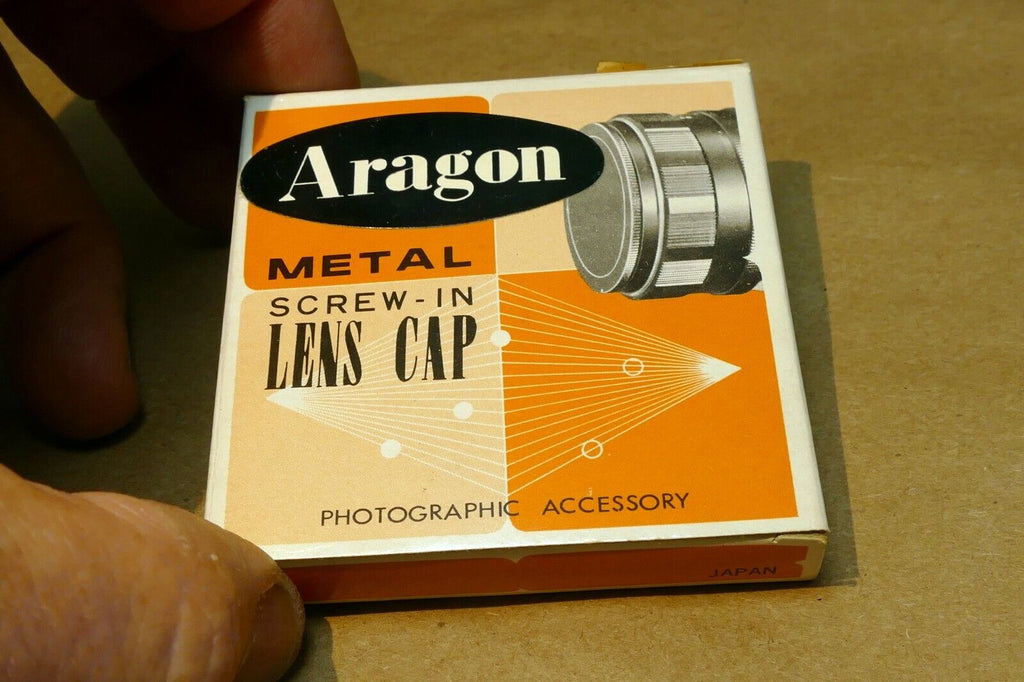 Aragon
METAL
SCREW-IN
LENS CAP
PHOTOGRAPHIC ACCESSORY
JAPAN